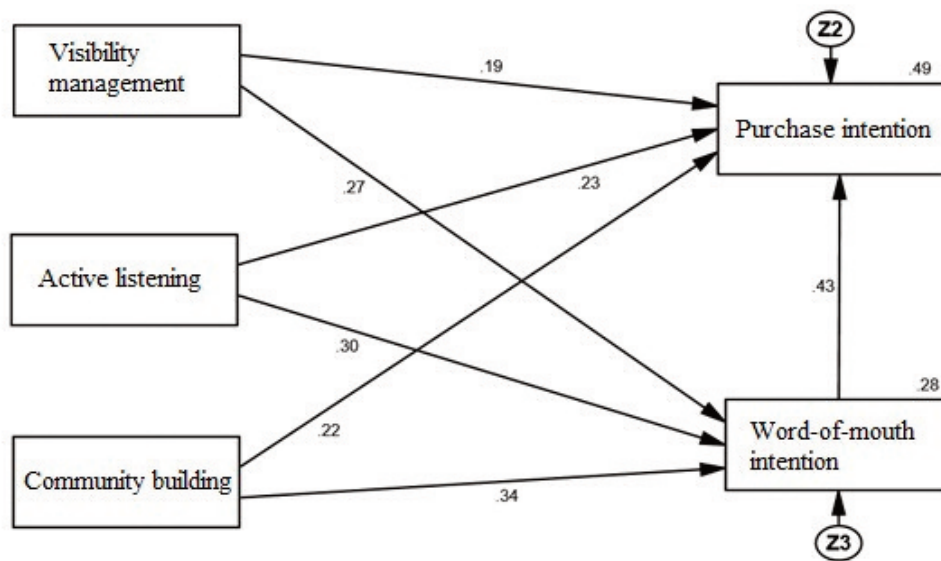 Visibility
management
Z2
.49
.19
Purchase intention
.27
.23
Active listening
.43
.30
.28
.22
Word-of-mouth
intention
Community building
.34
Z3